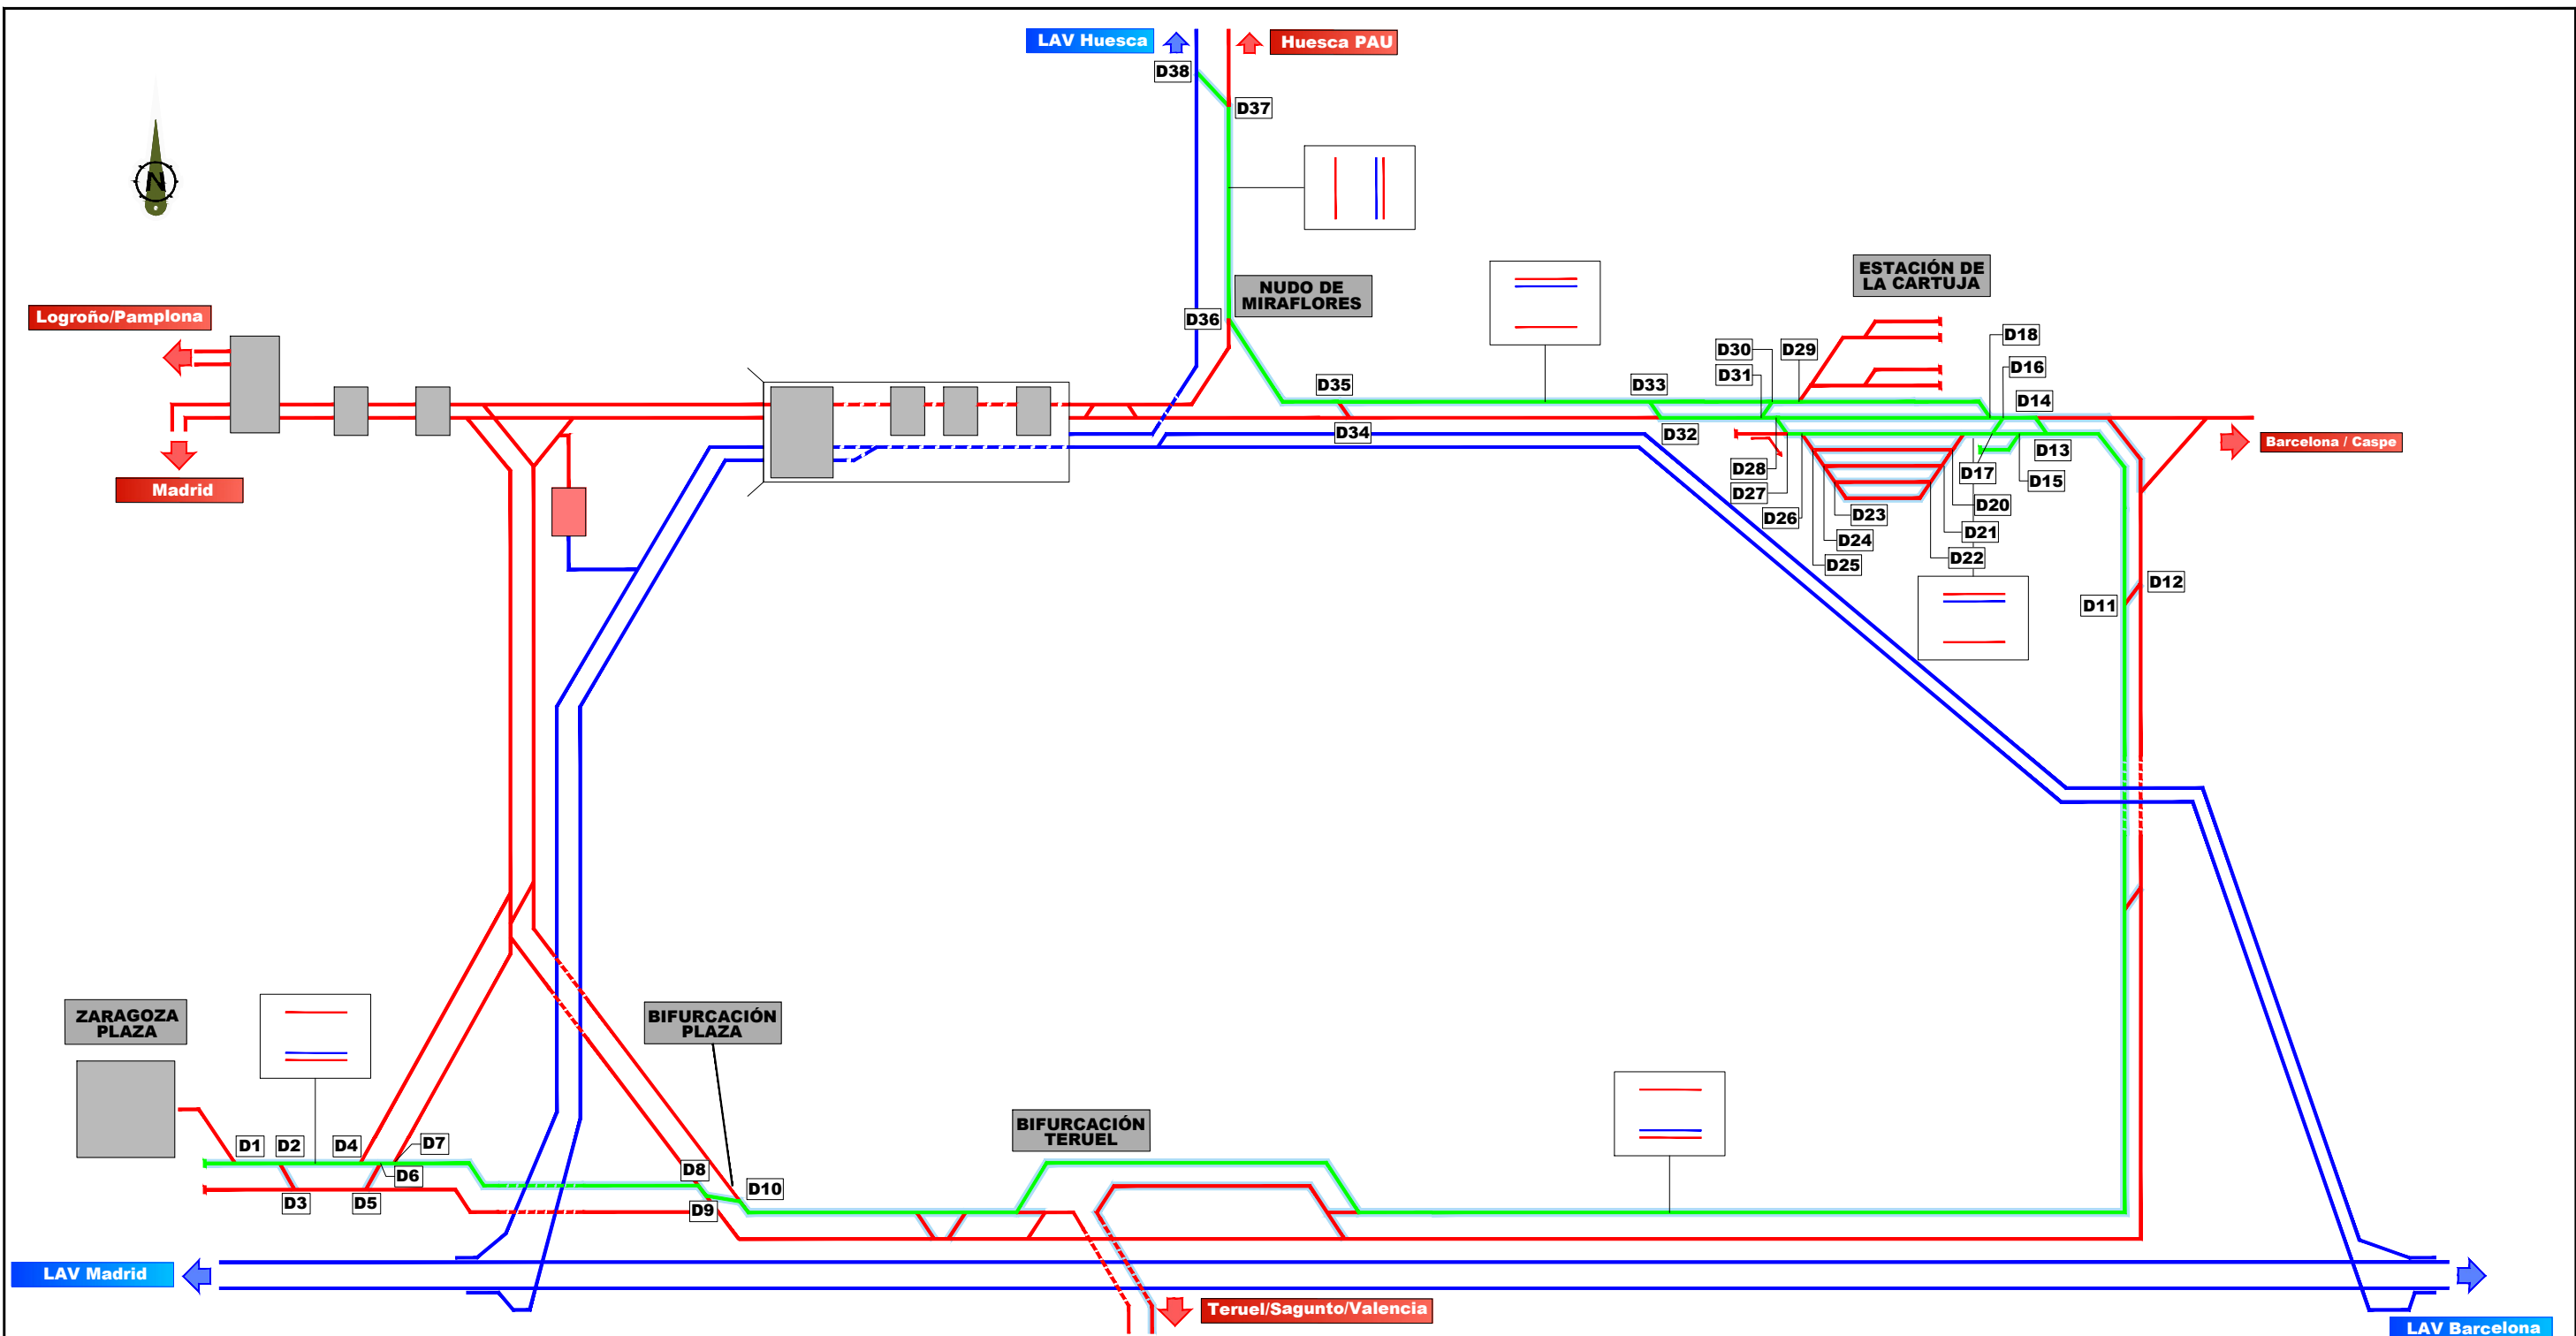 LAV Huesca
Huesca PAU
D38
D37
N
NUDO DE
MIRAFLORES
ESTACIÓN DE
LA CARTUJA
Logroño/Pamplona
D36
D18
D30
D29
D16
D31
D35
D33
D14
D34
D32
Barcelona / Caspe
D13
D28
D17
D15
Madrid
D27
D20
D26
D23
D21
D24
D22
D25
D12
D11
ZARAGOZA
PLAZA
BIFURCACIÓN
PLAZA
BIFURCACIÓN
TERUEL
D1
D2
D4
D7
D6
D8
D10
D3
D5
D9
LAV Madrid
Teruel/Sagunto/Valencia
LAV Barcelona